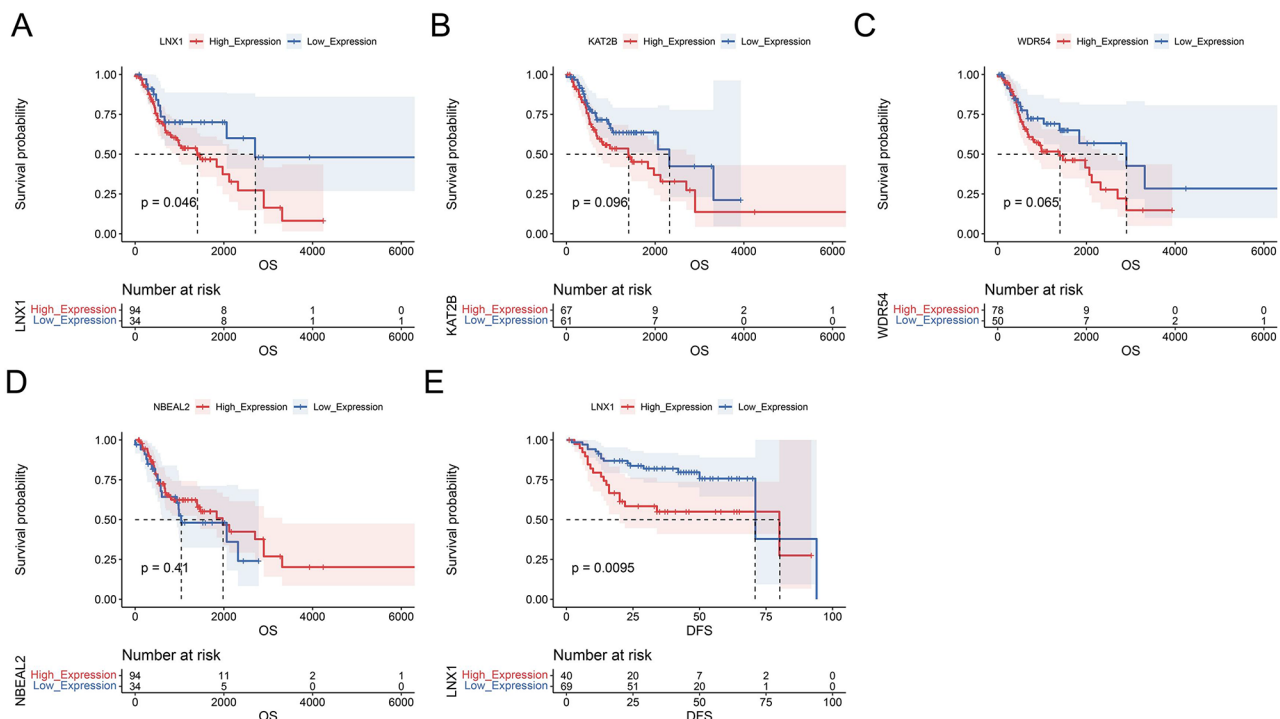 A
LNX1 High_Expression Low_Expression
Survival probability
1.00
0.75
0.50
0.25
0.00
p = 0.046
0 2000 4000 6000
OS
Number at risk
LNX1
High_Expression 94 8 1 0
Low_Expression 34 8 1 1
0 2000 4000 6000
OS
B
KAT2B High_Expression Low_Expression
Survival probability
1.00
0.75
0.50
0.25
0.00
p = 0.096
0 2000 4000 6000
OS
Number at risk
KAT2B
High_Expression 67 9 2 1
Low_Expression 61 7 0 0
0 2000 4000 6000
OS
C
WDR54 High_Expression Low_Expression
Survival probability
1.00
0.75
0.50
0.25
0.00
p = 0.065
0 2000 4000 6000
OS
Number at risk
WDR54
High_Expression 78 9 0 0
Low_Expression 50 7 2 1
0 2000 4000 6000
OS
D
NBEAL2 High_Expression Low_Expression
Survival probability
1.00
0.75
0.50
0.25
0.00
p = 0.41
0 2000 4000 6000
OS
Number at risk
NBEAL2
High_Expression 94 11 2 1
Low_Expression 34 5 0 0
0 2000 4000 6000
OS
E
LNX1 High_Expression Low_Expression
Survival probability
1.00
0.75
0.50
0.25
0.00
p = 0.0095
0 25 50 75 100
DFS
Number at risk
LNX1
High_Expression 40 20 7 2 0
Low_Expression 69 51 20 1 0
0 25 50 75 100
DFS